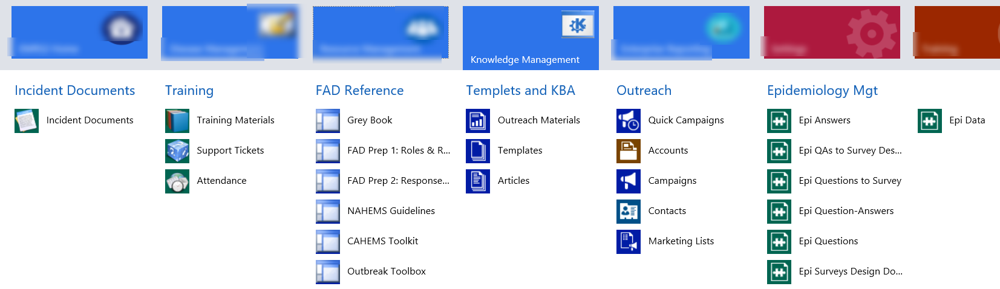 Knowledge Management
Incident Documents
Incident Documents
Training
Training Materials
Support Tickets
Attendance
FAD Reference
Grey Book
FAD Prep 1: Roles & R...
FAD Prep 2: Response...
NAHEMS Guidelines
CAHEMS Toolkit
Outbreak Toolbox
Templets and KBA
Outreach Materials
Templates
Articles
Outreach
Quick Campaigns
Accounts
Campaigns
Contacts
Marketing Lists
Epidemiology Mgt
Epi Answers
Epi QAs to Survey Des...
Epi Questions to Survey
Epi Question-Answers
Epi Questions
Epi Surveys Design Do...
Epi Data